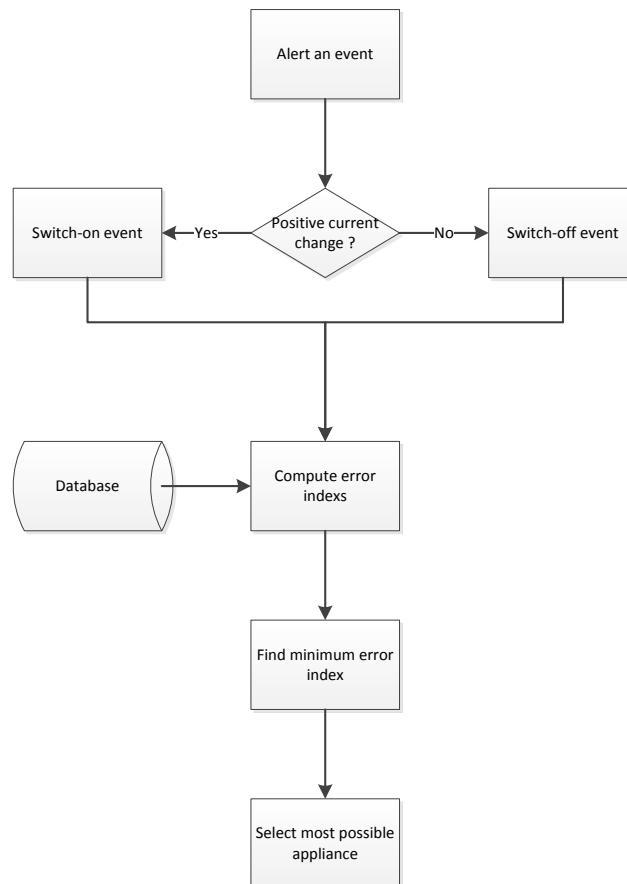 Alert an event
Positive current
change ?
Yes
No
Switch-on event
Switch-off event
Database
Compute error
indexs
Find minimum error
index
Select most possible
appliance